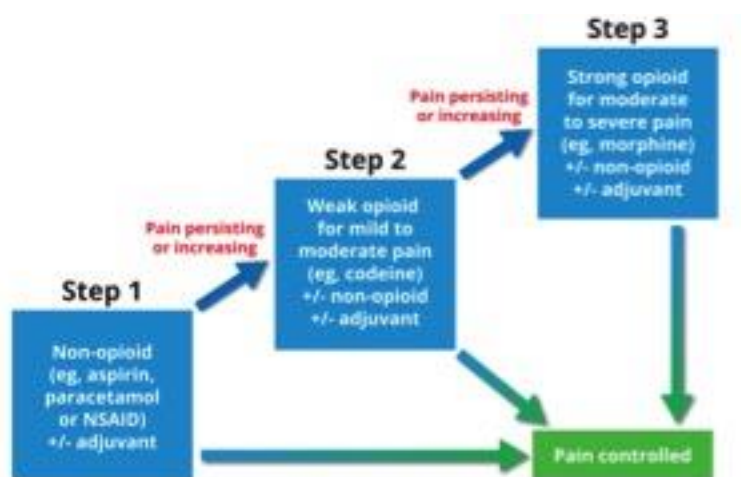 Step 3
Strong opioid
for moderate
to severe pain
(eg, morphine)
+/- non-opioid
+/- adjuvant
Pain persisting
or increasing
Step 2
Weak opioid
for mild to
moderate pain
(eg, codeine)
+/- non-opioid
+/- adjuvant
Pain persisting
or increasing
Step 1
Non-opioid
(eg, aspirin,
paracetamol
or NSAID)
+/- adjuvant
Pain controlled